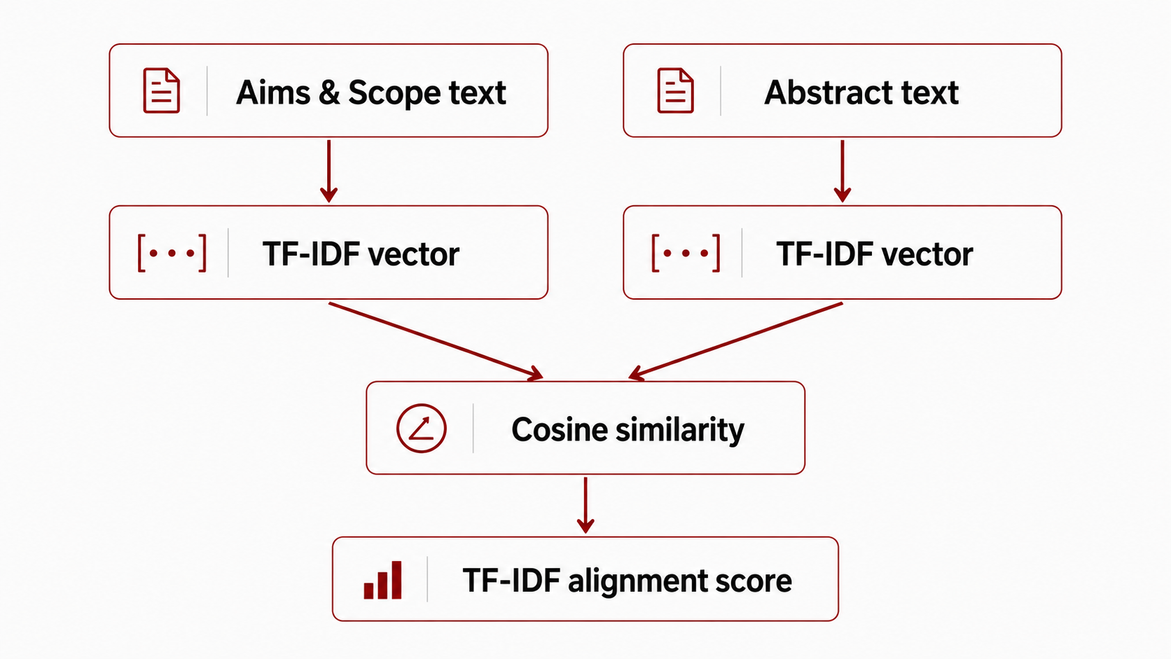 Aims & Scope text
Abstract text
TF-IDF vector
TF-IDF vector
Cosine similarity
TF-IDF alignment score